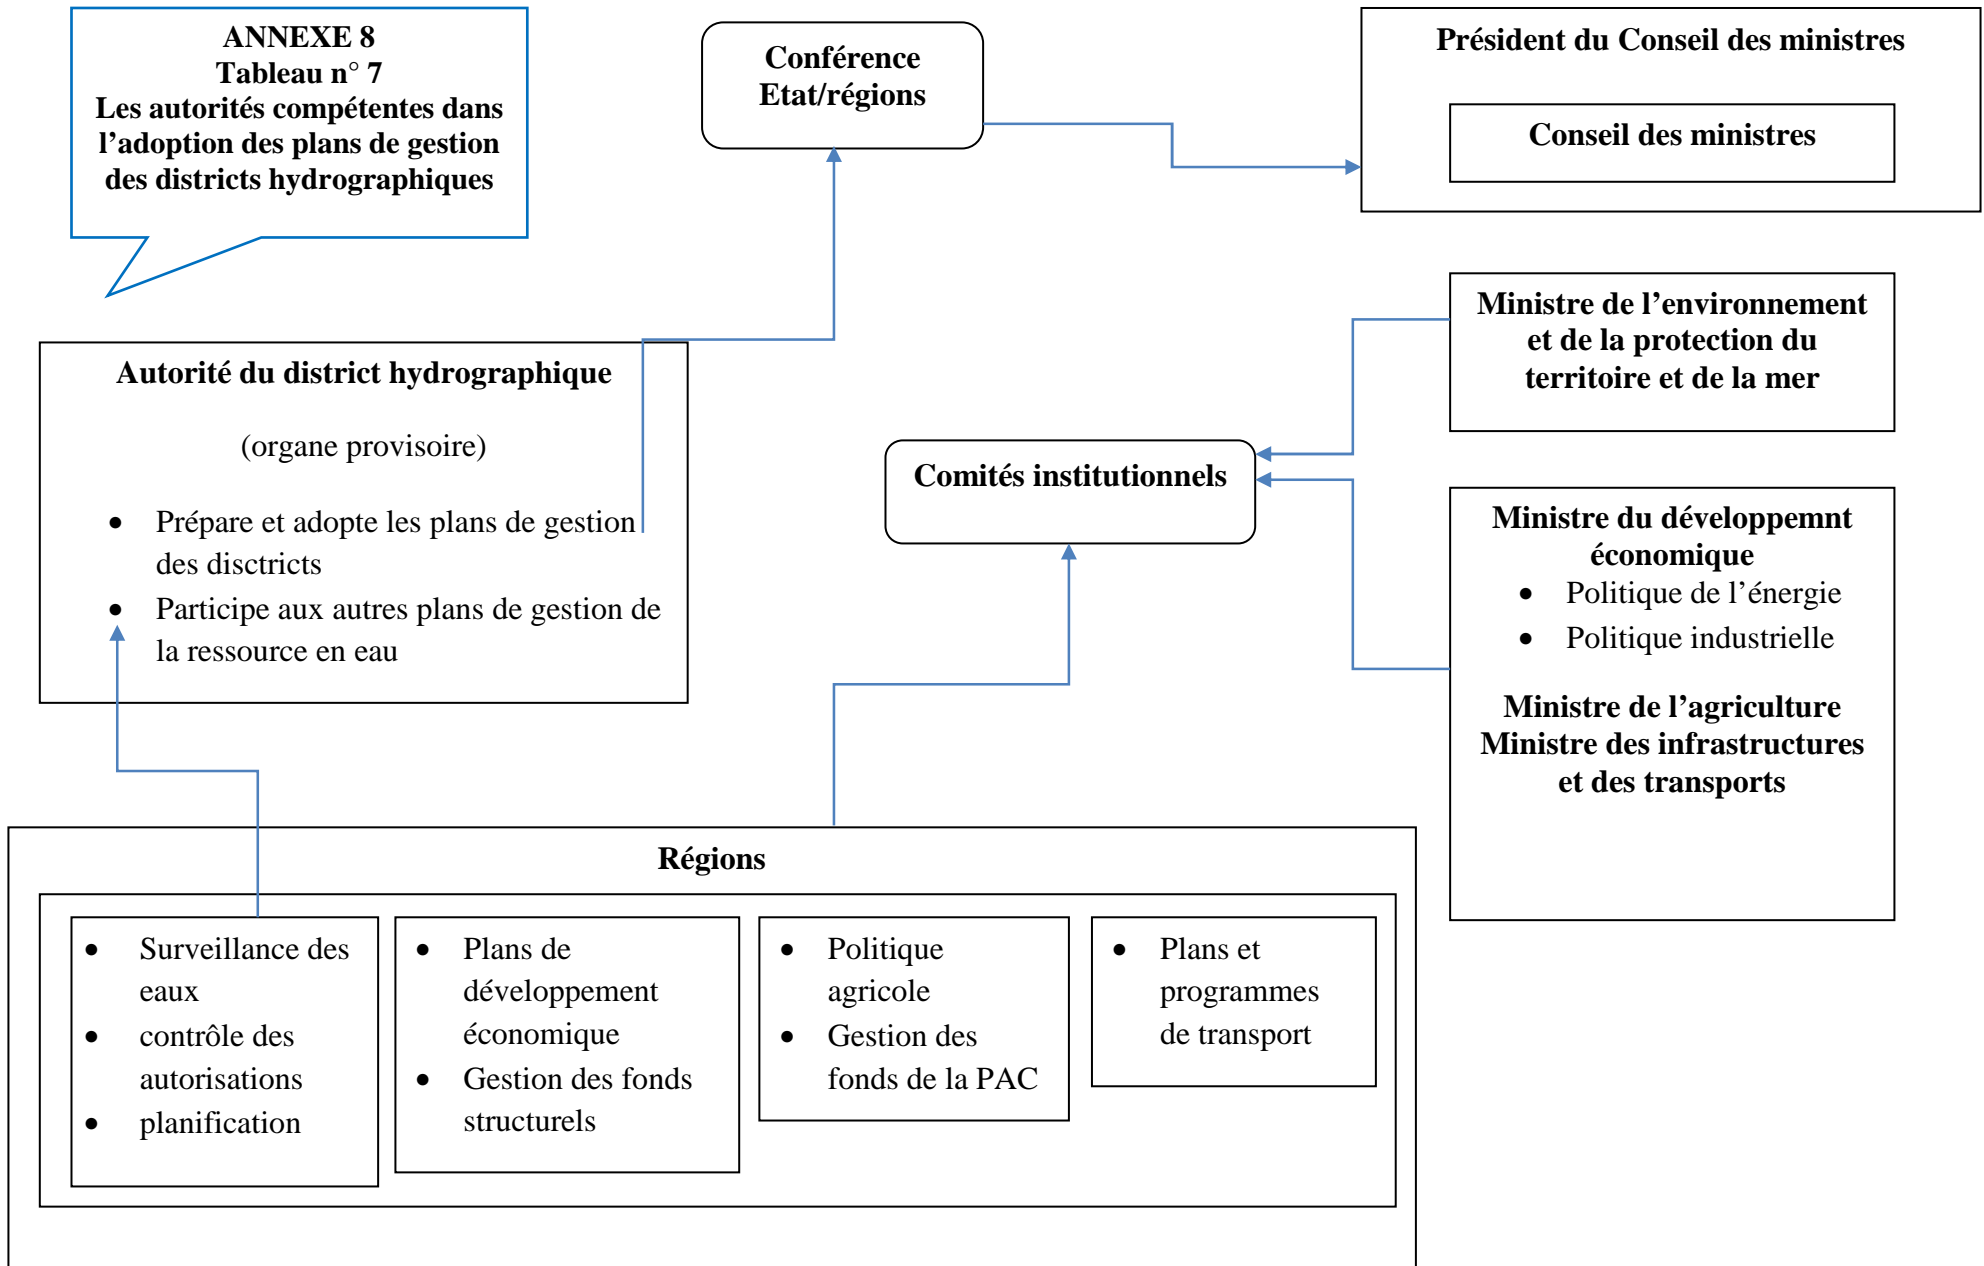 ANNEXE 8
Tableau n° 7
Les autorités compétentes dans
l’adoption des plans de gestion
des districts hydrographiques
Conférence
Etat/régions
Président du Conseil des ministres
Conseil des ministres
Ministre de l’environnement
et de la protection du
territoire et de la mer
Autorité du district hydrographique
(organe provisoire)
• Prépare et adopte les plans de gestion
des disctricts
• Participe aux autres plans de gestion de
la ressource en eau
Comités institutionnels
Ministre du développemnt
économique
• Politique de l’énergie
• Politique industrielle
Ministre de l’agriculture
Ministre des infrastructures
et des transports
Régions
• Surveillance des
eaux
• contrôle des
autorisations
• planification
• Plans de
développement
économique
• Gestion des fonds
structurels
• Politique
agricole
• Gestion des
fonds de la PAC
• Plans et
programmes
de transport